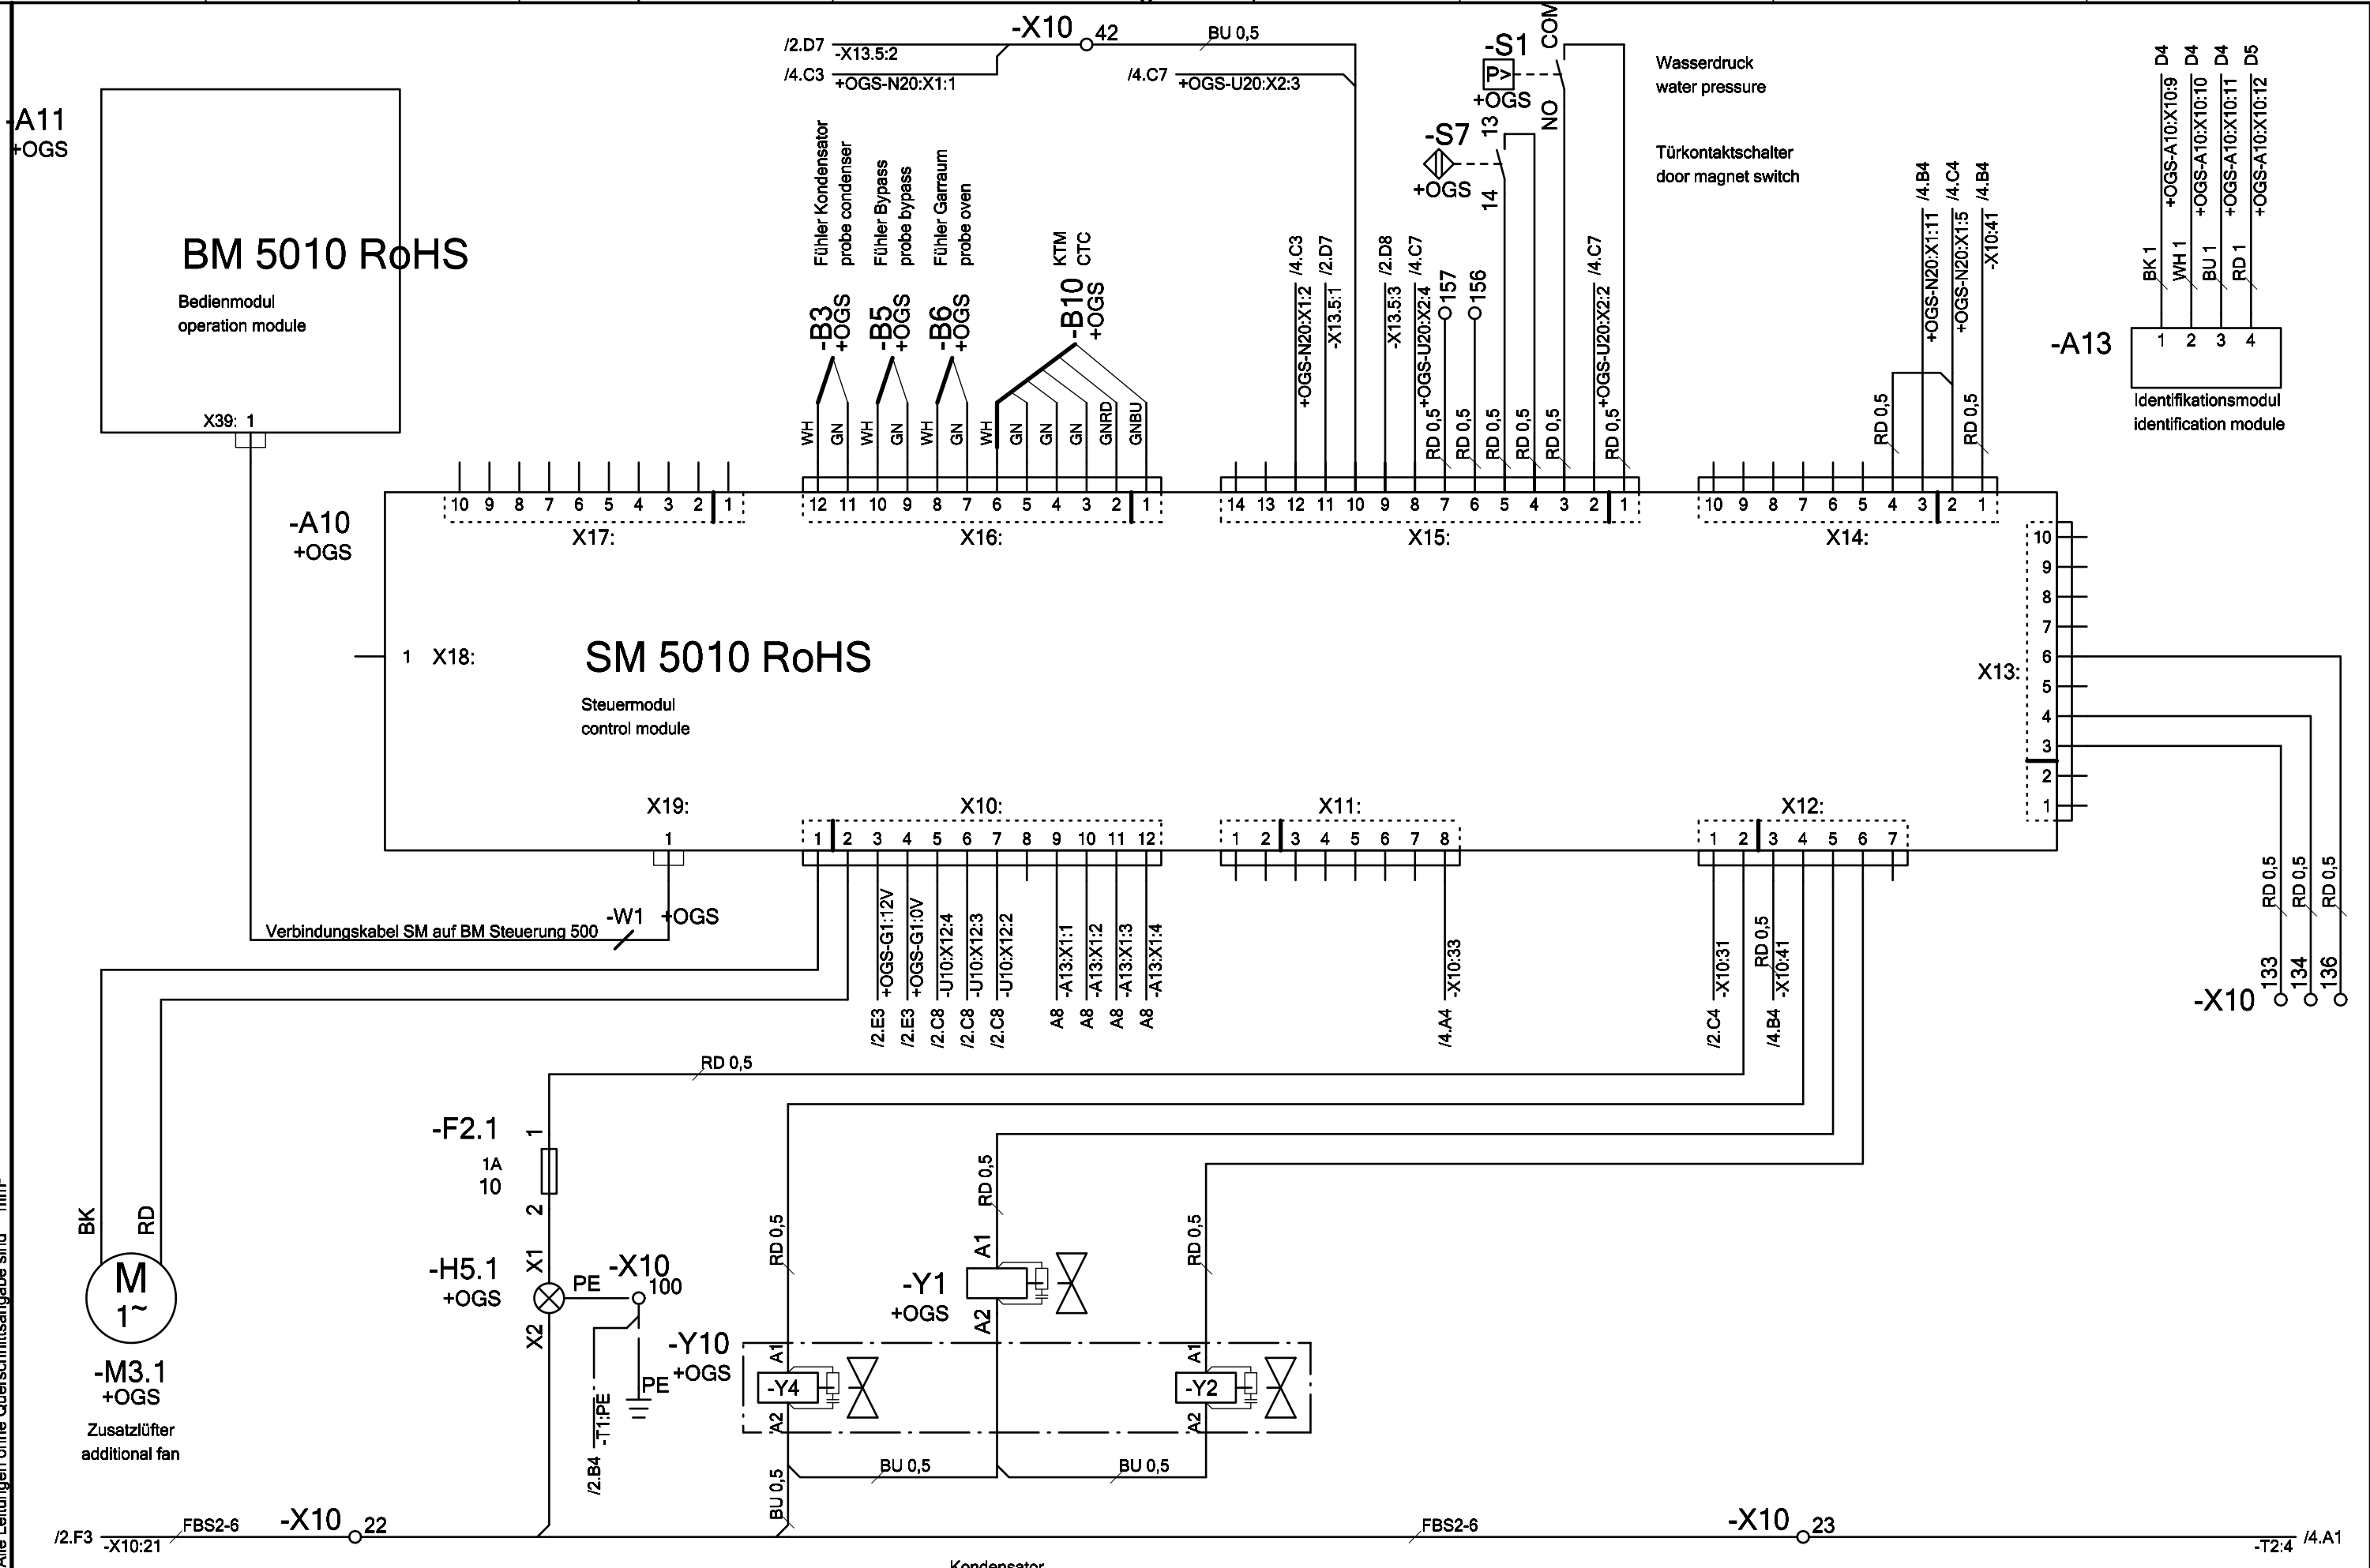 /2.D7
-X13.5:2
-X10
42
BU 0,5
/4.C3
+OGS-N20:X1:1
/4.C7
+OGS-U20:X2:3
-S1
P>
+OGS
COM
NO
Wasserdruck
water pressure
-S7
+OGS
13
14
Türkontaktschalter
door magnet switch
-A11
+OGS
BM 5010 RoHS
Bedienmodul
operation module
X39: 1
Fühler Kondensator
probe condenser
Fühler Bypass
probe bypass
Fühler Garraum
probe oven
KTM
CTC
-B3
+OGS
-B5
+OGS
-B6
+OGS
-B10
+OGS
WH
GN
WH
GN
WH
GN
WH
GN
GN
GN
GNRD
GNBU
/4.C3
+OGS-N20:X1:2
/2.D7
-X13.5:1
/2.D8
-X13.5:3
/4.C7
+OGS-U20:X2:4
157
156
RD 0,5
RD 0,5
RD 0,5
RD 0,5
RD 0,5
/4.C7
+OGS-U20:X2:2
RD 0,5
/4.B4
+OGS-N20:X1:11
/4.C4
+OGS-N20:X1:5
/4.B4
-X10:41
RD 0,5
RD 0,5
D4
+OGS-A10:X10:9
D4
+OGS-A10:X10:10
D4
+OGS-A10:X10:11
D5
+OGS-A10:X10:12
BK 1
WH 1
BU 1
RD 1
-A13
1 2 3 4
Identifikationsmodul
identification module
-A10
+OGS
10 9 8 7 6 5 4 3 2 1
X17:
12 11 10 9 8 7 6 5 4 3 2 1
X16:
14 13 12 11 10 9 8 7 6 5 4 3 2 1
X15:
10 9 8 7 6 5 4 3 2 1
X14:
10
9
8
7
6
5
4
3
2
1
X13:
1 X18:
SM 5010 RoHS
Steuermodul
control module
X19:
1
X10:
1 2 3 4 5 6 7 8 9 10 11 12
X11:
1 2 3 4 5 6 7 8
X12:
1 2 3 4 5 6 7
-W1 +OGS
Verbindungskabel SM auf BM Steuerung 500
/2.E3
+OGS-G1:12V
/2.E3
+OGS-G1:0V
/2.C8
-U10:X12:4
/2.C8
-U10:X12:3
/2.C8
-U10:X12:2
A8
-A13:X1:1
A8
-A13:X1:2
A8
-A13:X1:3
A8
-A13:X1:4
/4.A4
-X10:33
/2.C4
-X10:31
/4.B4
RD 0,5
-X10:41
RD 0,5
RD 0,5
RD 0,5
-X10
133
134
136
RD 0,5
-F2.1
1A
10
1
2
-H5.1
+OGS
X1
X2
PE
-X10
100
PE
/2.B4
-T1:PE
BK
RD
M
1~
-M3.1
+OGS
Zusatzlüfter
additional fan
RD 0,5
RD 0,5
RD 0,5
-Y1
+OGS
A1
A2
-Y10
+OGS
A1
-Y4
A2
A1
-Y2
A2
BU 0,5
BU 0,5
BU 0,5
/2.F3
-X10:21
FBS2-6
-X10
22
FBS2-6
-X10
23
-T2:4
/4.A1
Alle Leitungen ohne Querschnittsangabe sind
Kondensator